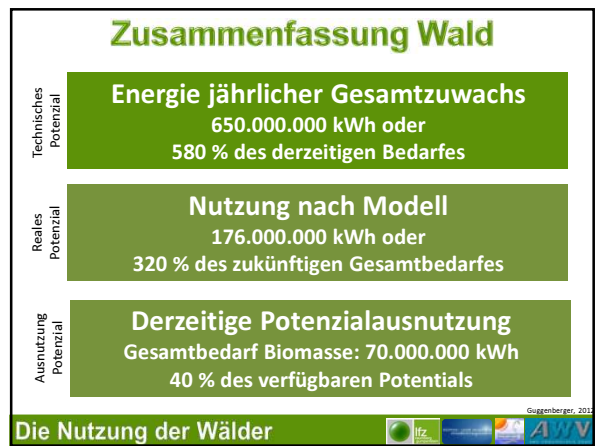 Zusammenfassung Wald
Technisches
Potenzial
Energie jährlicher Gesamtzuwachs
650.000.000 kWh oder
580 % des derzeitigen Bedarfes
Reales
Potenzial
Nutzung nach Modell
176.000.000 kWh oder
320 % des zukünftigen Gesamtbedarfes
Ausnutzung
Potenzial
Derzeitige Potenzialausnutzung
Gesamtbedarf Biomasse: 70.000.000 kWh
40 % des verfügbaren Potentials
Guggenberger, 2012
Die Nutzung der Wälder
lfz
AWV